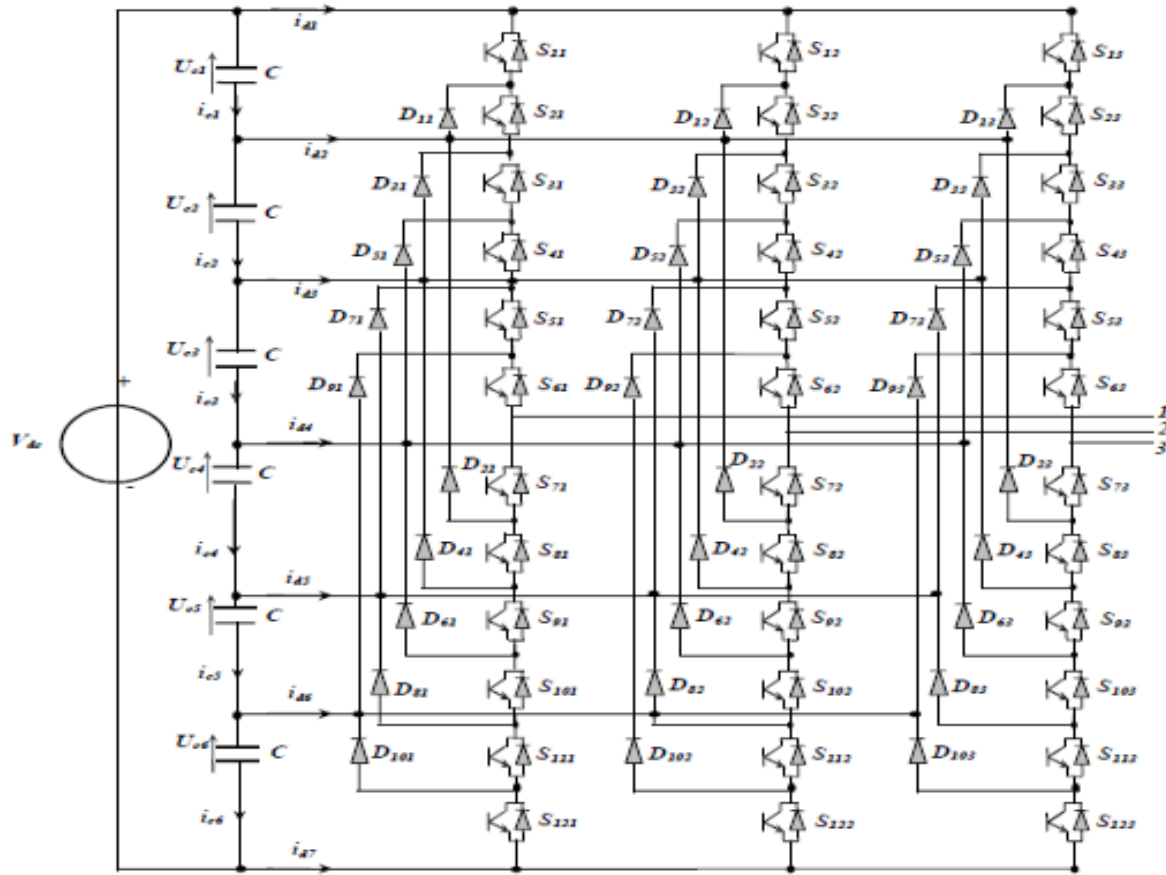 i_d1
S_11 S_12 S_13
U_c1 C
i_c1 D_11 S_21 D_12 S_22 D_13 S_23
i_d2
D_31 S_31 D_32 S_32 D_33 S_33
U_c2 C
i_c2 D_51 S_41 D_52 S_42 D_53 S_43
i_d3
D_71 S_51 D_72 S_52 D_73 S_53
U_c3 C
+ i_c3 D_91 S_61 D_92 S_62 D_93 S_63
1
2
V_dc i_d4 3
U_c4 C D_21 D_22 D_23
- S_71 S_72 S_73
i_c4 D_41 S_81 D_42 S_82 D_43 S_83
i_d5
U_c5 C D_61 S_91 D_62 S_92 D_63 S_93
i_c5 D_81 S_101 D_82 S_102 D_83 S_103
i_d6
U_c6 C D_101 S_111 D_102 S_112 D_103 S_113
i_c6 S_121 S_122 S_123
i_d7